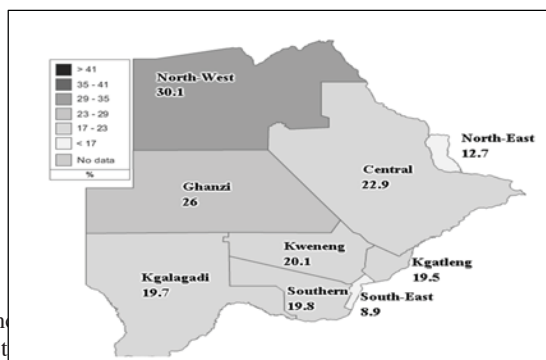 > 41
35 - 41
29 - 35
23 - 29
17 - 23
< 17
No data
%
North-West
30.1
North-East
12.7
Central
22.9
Ghanzi
26
Kweneng
20.1
Kgatleng
19.5
Kgalagadi
19.7
Southern
19.8
South-East
8.9